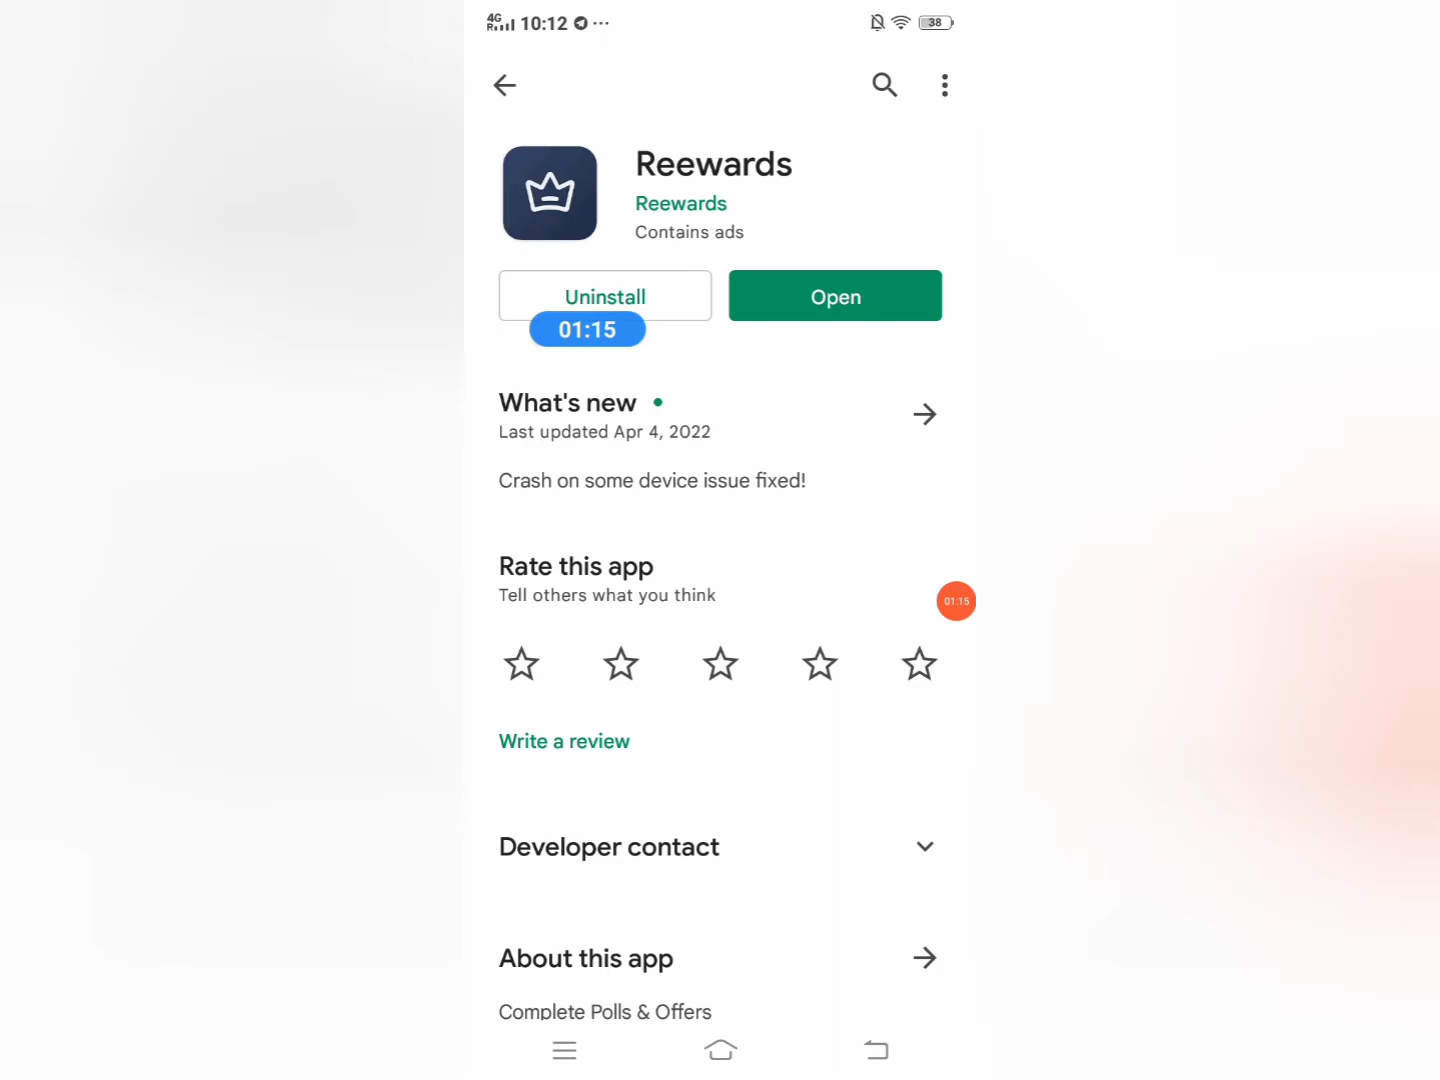 4G
R
10:12
38
Reewards
Reewards
Contains ads
Uninstall
Open
01:15
What's new
Last updated Apr 4, 2022
Crash on some device issue fixed!
Rate this app
Tell others what you think
01:15
Write a review
Developer contact
About this app
Complete Polls & Offers